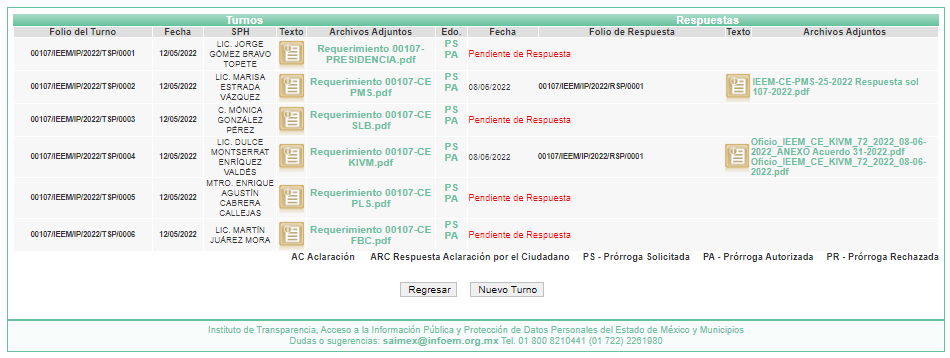 Turnos Respuestas
Folio del Turno Fecha SPH Texto Archivos Adjuntos Edo. Fecha Folio de Respuesta Texto Archivos Adjuntos
00107/IEEM/IP/2022/TSP/0001 12/05/2022 LIC. JORGE GÓMEZ BRAVO TOPETE Requerimiento 00107-PRESIDENCIA.pdf PS PA Pendiente de Respuesta
00107/IEEM/IP/2022/TSP/0002 12/05/2022 LIC. MARISA ESTRADA VÁZQUEZ Requerimiento 00107-CE PMS.pdf PS PA 08/06/2022 00107/IEEM/IP/2022/RSP/0001 IEEM-CE-PMS-25-2022 Respuesta sol 107-2022.pdf
00107/IEEM/IP/2022/TSP/0003 12/05/2022 C. MÓNICA GONZÁLEZ PÉREZ Requerimiento 00107-CE SLB.pdf PS PA Pendiente de Respuesta
00107/IEEM/IP/2022/TSP/0004 12/05/2022 LIC. DULCE MONTSERRAT ENRÍQUEZ VALDÉS Requerimiento 00107-CE KIVM.pdf PS PA 08/06/2022 00107/IEEM/IP/2022/RSP/0001 Oficio_IEEM_CE_KIVM_72_2022_08-06-2022_ANEXO Acuerdo 31-2022.pdf Oficio_IEEM_CE_KIVM_72_2022_08-06-2022.pdf
00107/IEEM/IP/2022/TSP/0005 12/05/2022 MTRO. ENRIQUE AGUSTÍN CABRERA CALLEJAS Requerimiento 00107-CE PLS.pdf PS PA Pendiente de Respuesta
00107/IEEM/IP/2022/TSP/0006 12/05/2022 LIC. MARTÍN JUÁREZ MORA Requerimiento 00107-CE FBC.pdf PS PA Pendiente de Respuesta
AC Aclaración ARC Respuesta Aclaración por el Ciudadano PS - Prórroga Solicitada PA - Prórroga Autorizada PR - Prórroga Rechazada
Regresar Nuevo Turno
Instituto de Transparencia, Acceso a la Información Pública y Protección de Datos Personales del Estado de México y Municipios
Dudas o sugerencias: saimex@infoem.org.mx Tel. 01 800 8210441 (01 722) 2261980